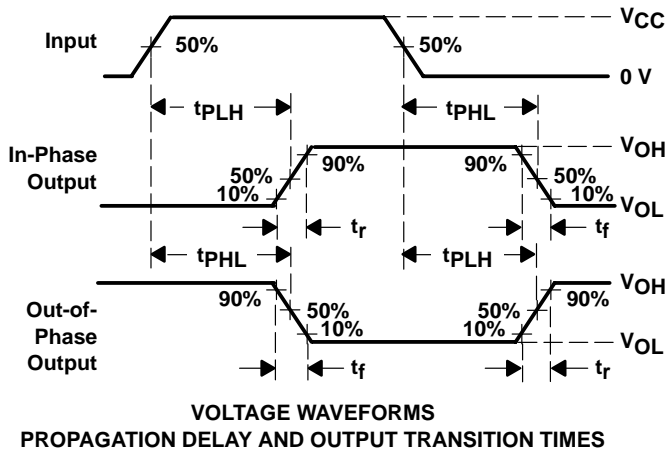 VCC
Input
50%
50%
0 V
tPLH
tPHL
In-Phase
Output
VOH
90%
90%
50%
50%
10%
10%
VOL
tr
tf
tPHL
tPLH
VOH
90%
90%
Out-of-
Phase
Output
50%
50%
10%
10%
VOL
tf
tr
VOLTAGE WAVEFORMS
PROPAGATION DELAY AND OUTPUT TRANSITION TIMES